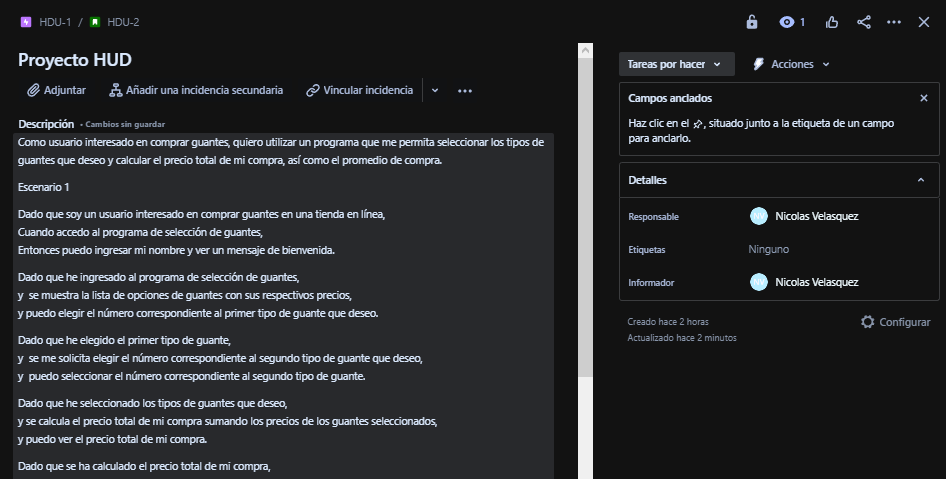 HDU-1 / HDU-2
1
Proyecto HUD
Adjuntar
Añadir una incidencia secundaria
Vincular incidencia
Descripción • Cambios sin guardar
Como usuario interesado en comprar guantes, quiero utilizar un programa que me permita seleccionar los tipos de
guantes que deseo y calcular el precio total de mi compra, así como el promedio de compra.
Escenario 1
Dado que soy un usuario interesado en comprar guantes en una tienda en línea,
Cuando accedo al programa de selección de guantes,
Entonces puedo ingresar mi nombre y ver un mensaje de bienvenida.
Dado que he ingresado al programa de selección de guantes,
y se muestra la lista de opciones de guantes con sus respectivos precios,
y puedo elegir el número correspondiente al primer tipo de guante que deseo.
Dado que he elegido el primer tipo de guante,
y se me solicita elegir el número correspondiente al segundo tipo de guante que deseo,
y puedo seleccionar el número correspondiente al segundo tipo de guante.
Dado que he seleccionado los tipos de guantes que deseo,
y se calcula el precio total de mi compra sumando los precios de los guantes seleccionados,
y puedo ver el precio total de mi compra.
Dado que se ha calculado el precio total de mi compra,
Tareas por hacer
Acciones
Campos anclados
Haz clic en el , situado junto a la etiqueta de un campo
para anclarlo.
Detalles
Responsable
NV Nicolas Velasquez
Etiquetas
Ninguno
Informador
NV Nicolas Velasquez
Creado hace 2 horas
Configurar
Actualizado hace 2 minutos